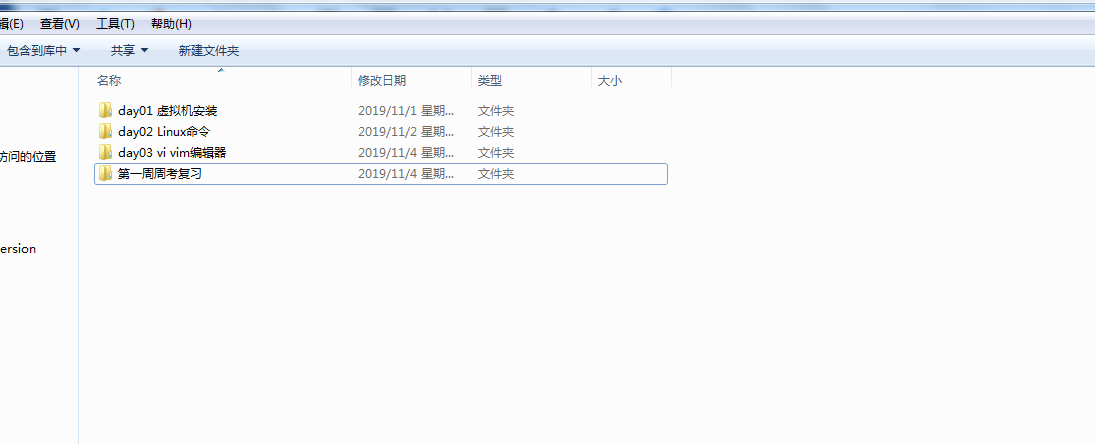 辑(E) 查看(V) 工具(T) 帮助(H)
包含到库中 共享 新建文件夹
名称 修改日期 类型 大小
day01 虚拟机安装 2019/11/1 星期... 文件夹
day02 Linux命令 2019/11/2 星期... 文件夹
day03 vi vim编辑器 2019/11/4 星期... 文件夹
访问的位置
第一周周考复习 2019/11/4 星期... 文件夹
ersion